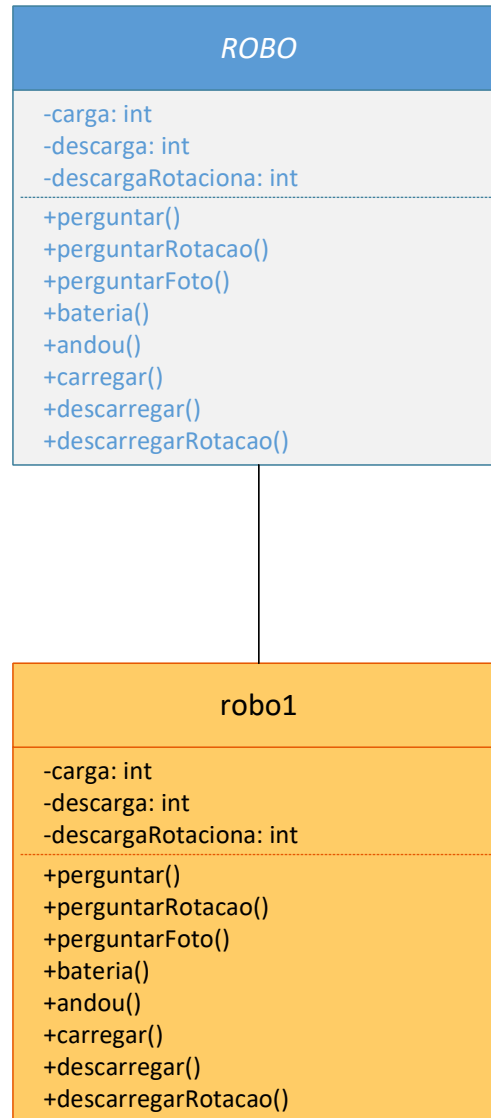 ROBO
-carga: int
-descarga: int
-descargaRotaciona: int
+perguntar()
+perguntarRotacao()
+perguntarFoto()
+bateria()
+andou()
+carregar()
+descarregar()
+descarregarRotacao()
robo1
-carga: int
-descarga: int
-descargaRotaciona: int
+perguntar()
+perguntarRotacao()
+perguntarFoto()
+bateria()
+andou()
+carregar()
+descarregar()
+descarregarRotacao()